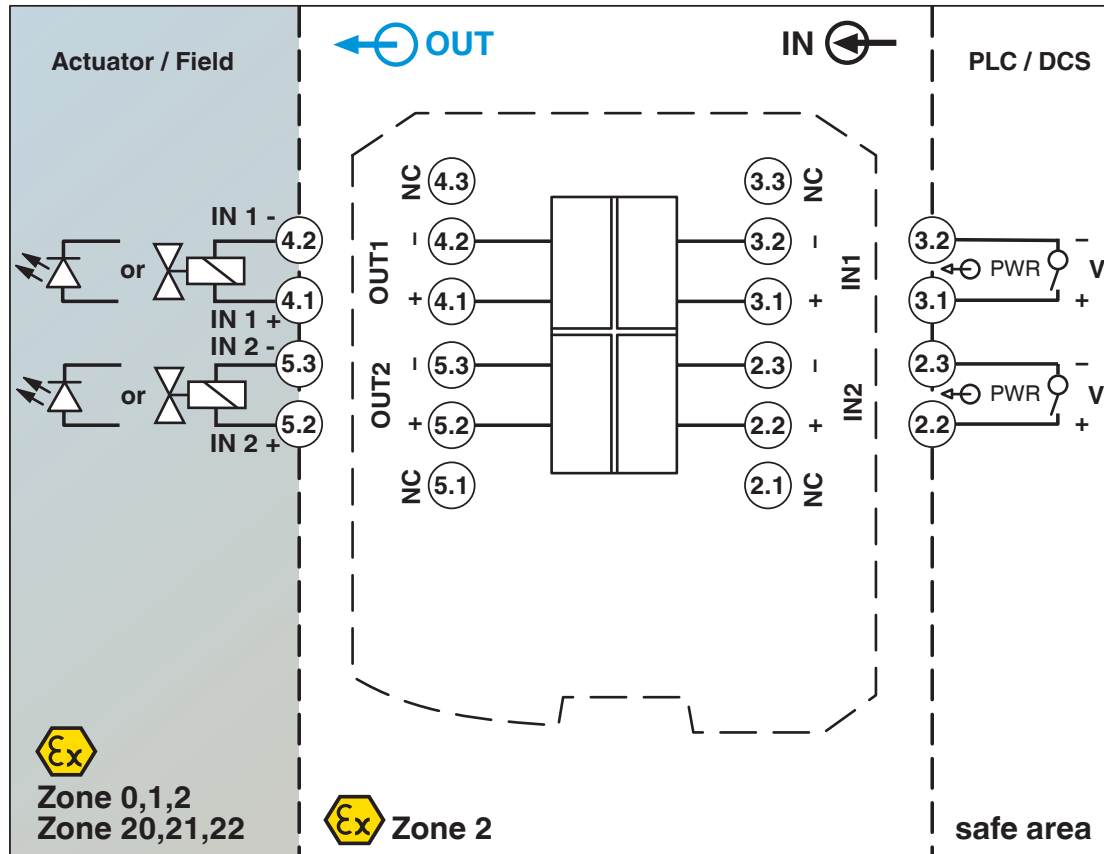 Actuator / Field
OUT
IN
PLC / DCS
NC 4.3
3.3 NC
IN 1 -
4.2
OUT1
– 4.2
3.2 –
IN1
3.2 –
or
PWR V
4.1
+ 4.1
3.1 +
3.1 +
IN 1 +
IN 2 -
5.3
OUT2
– 5.3
2.3 –
IN2
2.3 –
or
PWR V
5.2
+ 5.2
2.2 +
2.2 +
IN 2 +
NC 5.1
2.1 NC
Ex
Zone 0,1,2
Zone 20,21,22
Ex Zone 2
safe area